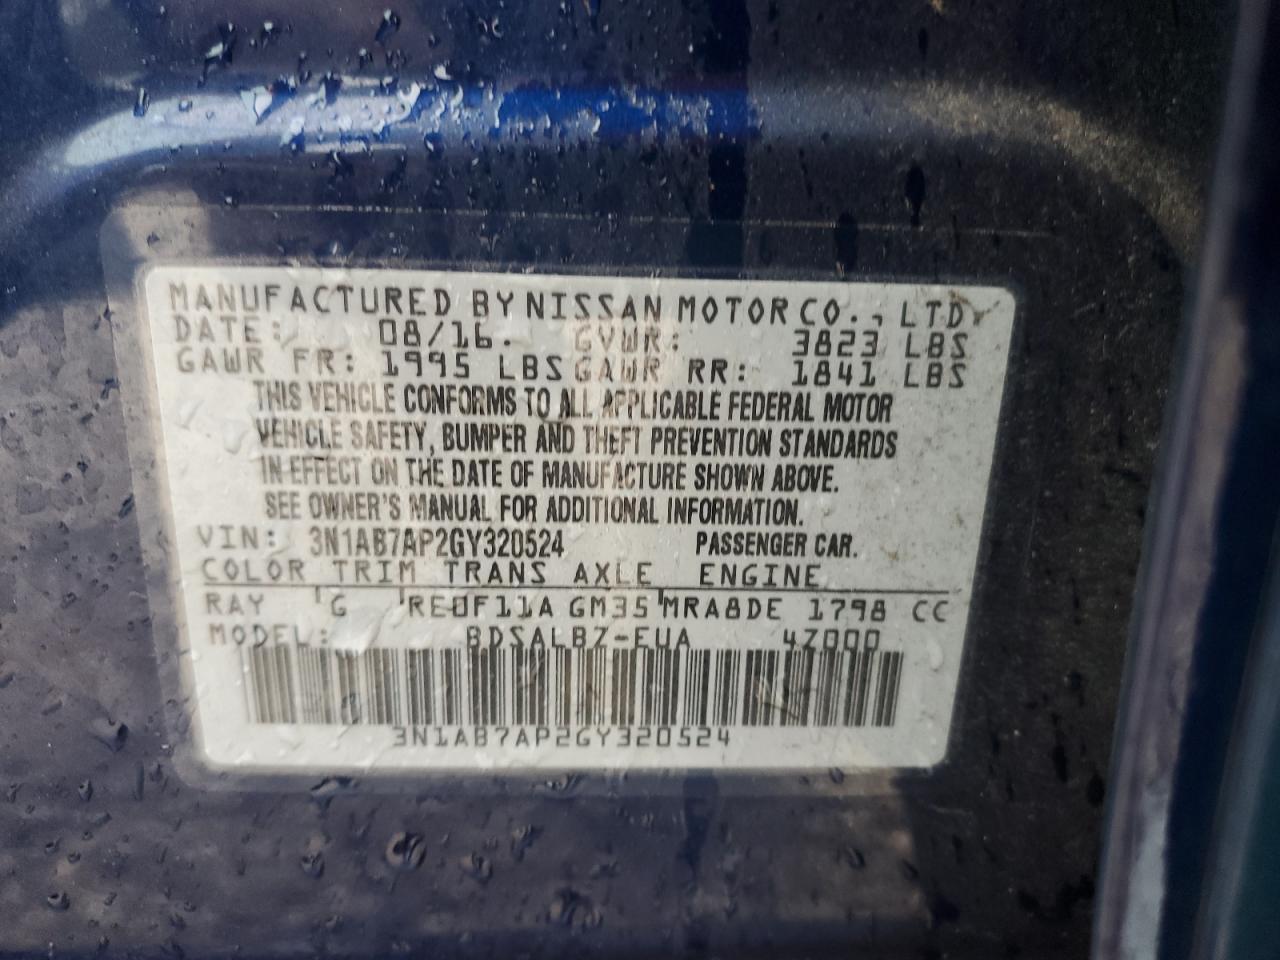 MANUFACTURED BY NISSAN MOTOR CO., LTD.
DATE: 08/16. GVWR: 3823 LBS
GAWR FR: 1995 LBS GAWR RR: 1841 LBS
THIS VEHICLE CONFORMS TO ALL APPLICABLE FEDERAL MOTOR
VEHICLE SAFETY, BUMPER AND THEFT PREVENTION STANDARDS
IN EFFECT ON THE DATE OF MANUFACTURE SHOWN ABOVE.
SEE OWNER'S MANUAL FOR ADDITIONAL INFORMATION.
VIN: 3N1AB7AP2GY320524 PASSENGER CAR.
COLOR TRIM TRANS AXLE ENGINE
RAY G RE0F11A GM35 MRA8DE 1798 CC
MODEL: BDSALBZ-EUA 4Z000
3N1AB7AP2GY320524